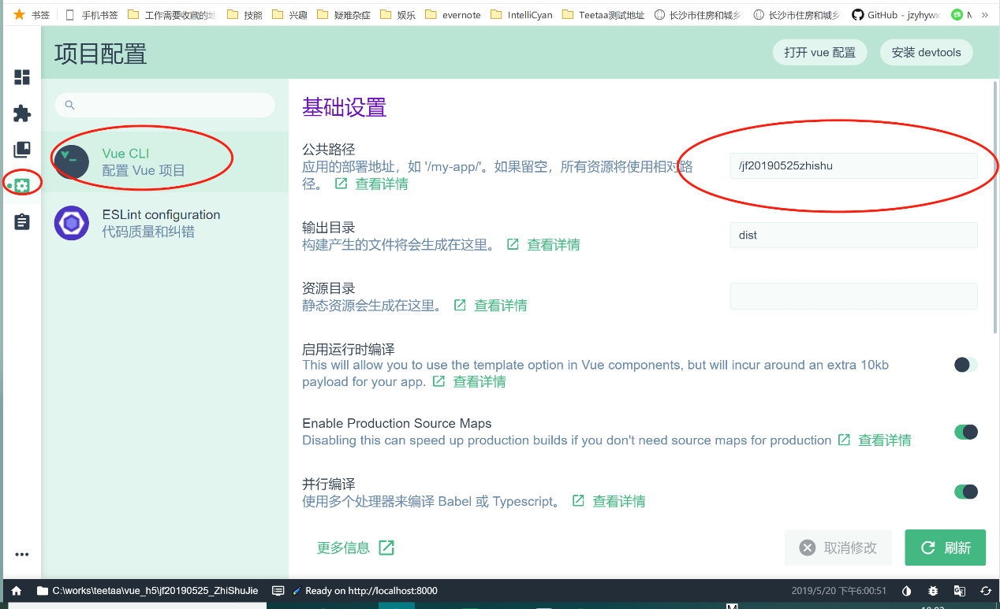 书签
手机书签
工作需要收藏的地
技能
兴趣
疑难杂症
娱乐
evernote
IntelliCyan
Teetaa测试地址
长沙市住房和城乡
长沙市住房和城乡
GitHub - jzyhywx
»
项目配置
打开 vue 配置
安装 devtools
Vue CLI
配置 Vue 项目
ESLint configuration
代码质量和纠错
基础设置
公共路径
应用的部署地址，如 '/my-app/'。如果留空，所有资源将使用相对路
径。 查看详情
/jf20190525zhishu
输出目录
构建产生的文件将会生成在这里。 查看详情
dist
资源目录
静态资源会生成在这里。 查看详情
启用运行时编译
This will allow you to use the template option in Vue components, but will incur around an extra 10kb
payload for your app. 查看详情
Enable Production Source Maps
Disabling this can speed up production builds if you don't need source maps for production 查看详情
并行编译
使用多个处理器来编译 Babel 或 Typescript。 查看详情
更多信息
取消修改
刷新
C:\works\teetaa\vue_h5\jf20190525_ZhiShuJie
Ready on http://localhost:8000
2019/5/20 下午6:00:51